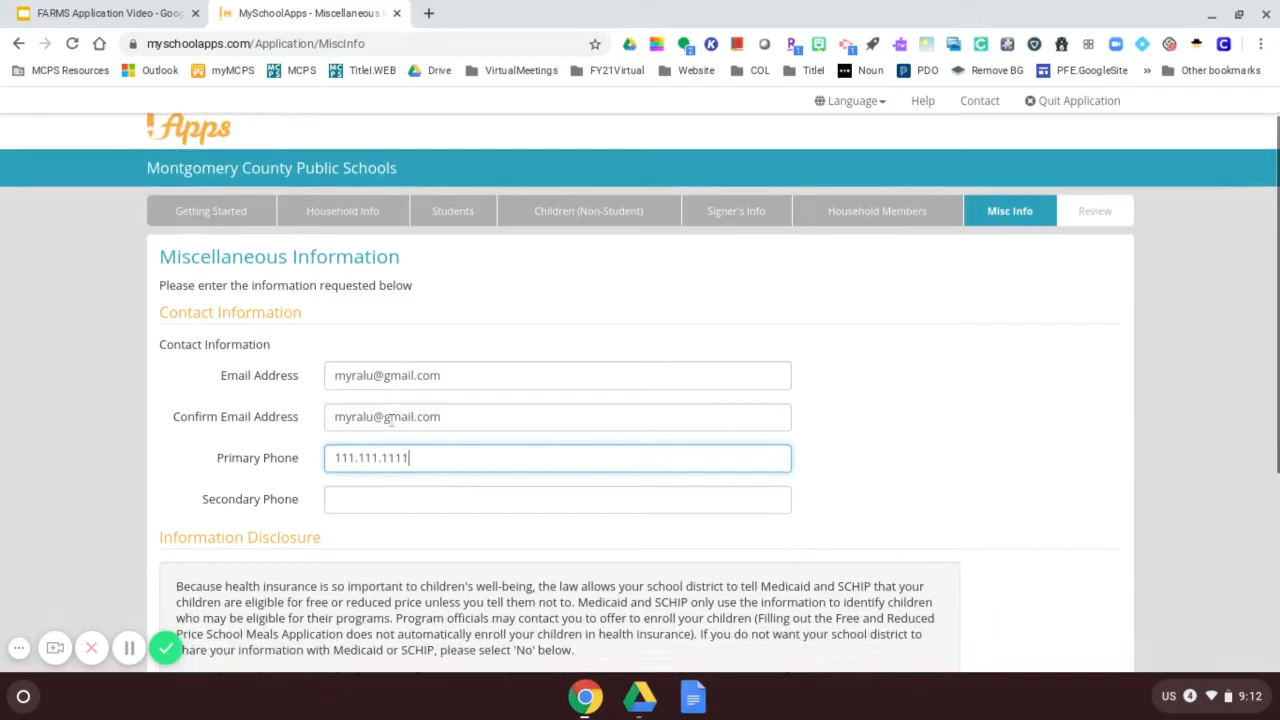 FARMS Application Video - Goog
MySchoolApps - Miscellaneous I
myschoolapps.com/Application/MiscInfo
MCPS Resources Outlook myMCPS MCPS TitleI.WEB Drive VirtualMeetings FY21Virtual Website COL TitleI Noun PDO Remove BG PFE.GoogleSite » Other bookmarks
Language Help Contact Quit Application
Apps
Montgomery County Public Schools
Getting Started Household Info Students Children (Non-Student) Signer's Info Household Members Misc Info Review
Miscellaneous Information
Please enter the information requested below
Contact Information
Contact Information
Email Address myralu@gmail.com
Confirm Email Address myralu@gmail.com
Primary Phone 111.111.1111
Secondary Phone
Information Disclosure
Because health insurance is so important to children's well-being, the law allows your school district to tell Medicaid and SCHIP that your
children are eligible for free or reduced price unless you tell them not to. Medicaid and SCHIP only use the information to identify children
who may be eligible for their programs. Program officials may contact you to offer to enroll your children (Filling out the Free and Reduced
Price School Meals Application does not automatically enroll your children in health insurance). If you do not want your school district to
share your information with Medicaid or SCHIP, please select 'No' below.
US 4 9:12